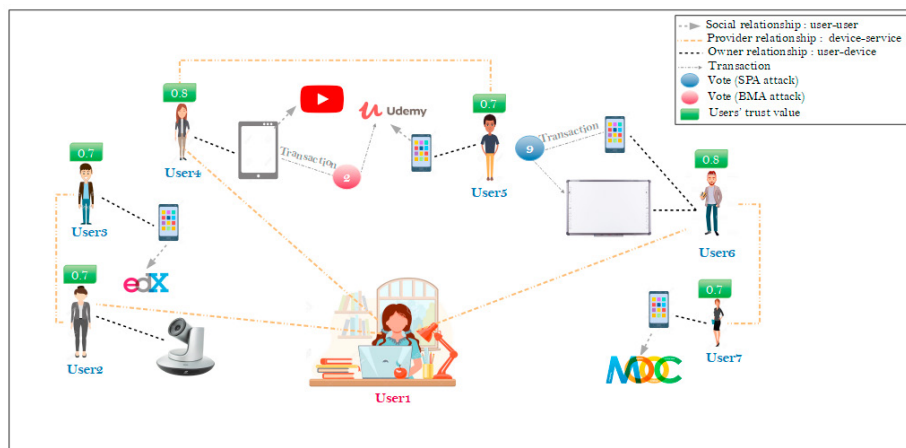 Social relationship : user-user
Provider relationship : device-service
Owner relationship : user-device
Transaction
Vote (SPA attack)
Vote (BMA attack)
0.8 Users' trust value
0.8
0.7
Udemy
Transaction
9
Transaction
2
User4
User5
0.7
0.8
User3
User6
edX
0.7
0.7
User2
MOOC
User7
User1